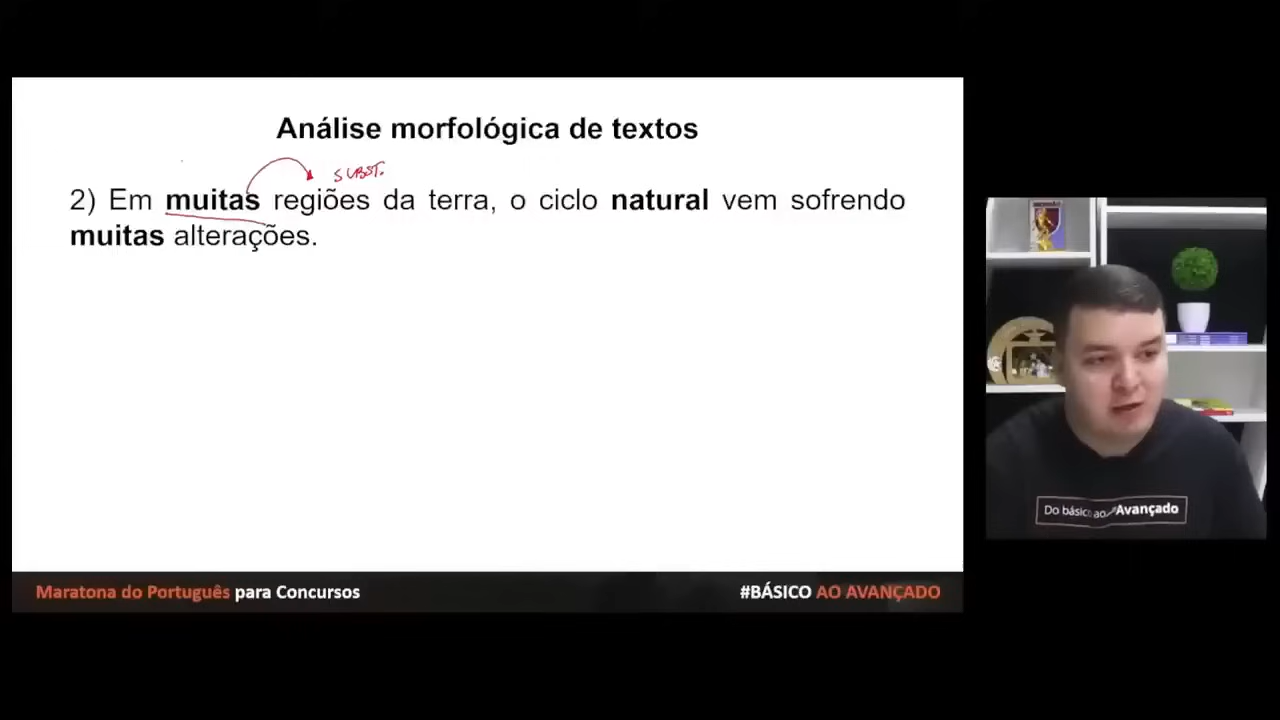 Análise morfológica de textos
SUBST.
2) Em muitas regiões da terra, o ciclo natural vem sofrendo
muitas alterações.
Do básico ao Avançado
Maratona do Português para Concursos
#BÁSICO AO AVANÇADO